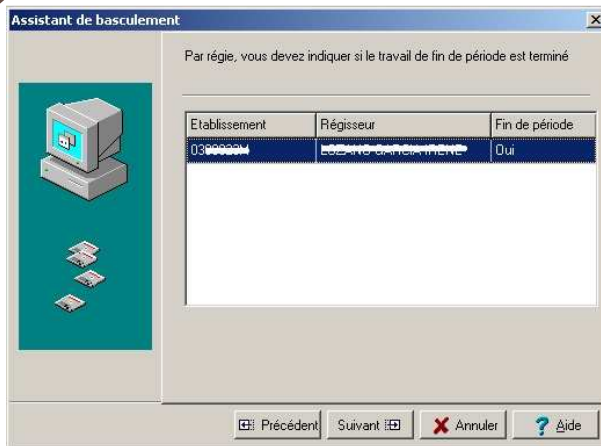 Assistant de basculement
Par régie, vous devez indiquer si le travail de fin de période est terminé
Etablissement Régisseur Fin de période
Oui
Précédent Suivant Annuler Aide